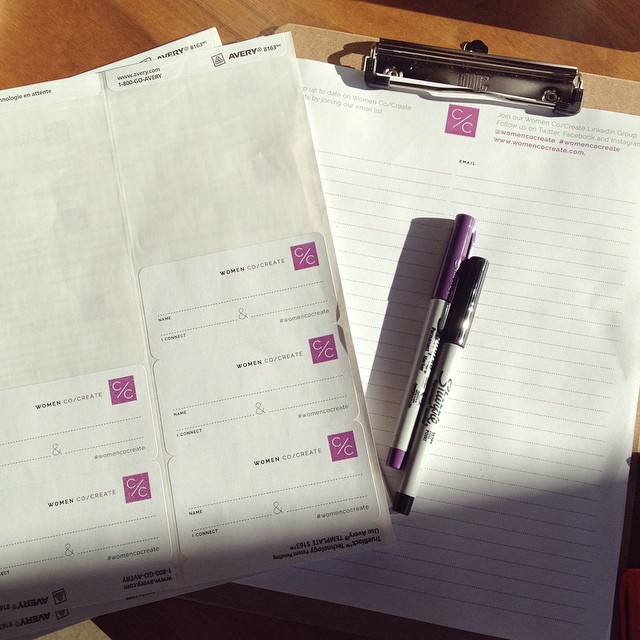 AVERY® 8163™
AVERY® 8163™
www.avery.com
1-800-GO-AVERY
nologie en attente
up to date on Women Co/Create
by joining our email list
C/C
Join our Women Co/Create LinkedIn Group
Follow us on Twitter, Facebook and Instagram
@womencocreate #womencocreate
www.womencocreate.com.
EMAIL
WOMEN CO/CREATE
C/C
NAME
&
I CONNECT
#womencocreate
WOMEN CO/CREATE
C/C
NAME
&
I CONNECT
#womencocreate
WOMEN CO/CREATE
C/C
NAME
&
I CONNECT
#womencocreate
WOMEN CO/CREATE
C/C
&
#womencocreate
WOMEN CO/CREATE
C/C
&
#womencocreate
Sharpie
TrueBlock™ Technology Patent Pending
Use Avery® TEMPLATE 5163™
www.avery.com
1-800-GO-AVERY
AVERY®
AVERY®